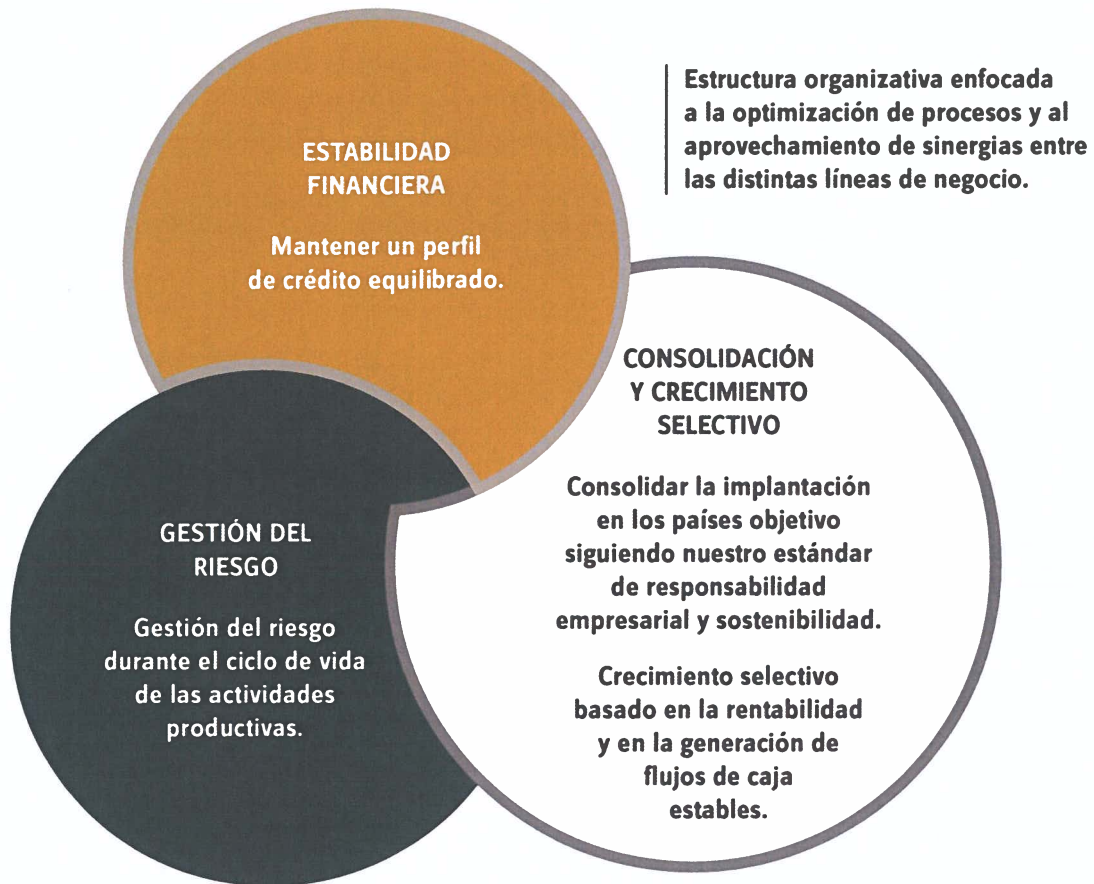 ESTABILIDAD
FINANCIERA
Mantener un perfil
de crédito equilibrado.
Estructura organizativa enfocada
a la optimización de procesos y al
aprovechamiento de sinergias entre
las distintas líneas de negocio.
CONSOLIDACIÓN
Y CRECIMIENTO
SELECTIVO
Consolidar la implantación
en los países objetivo
siguiendo nuestro estándar
de responsabilidad
empresarial y sostenibilidad.
Crecimiento selectivo
basado en la rentabilidad
y en la generación de
flujos de caja
estables.
GESTIÓN DEL
RIESGO
Gestión del riesgo
durante el ciclo de vida
de las actividades
productivas.